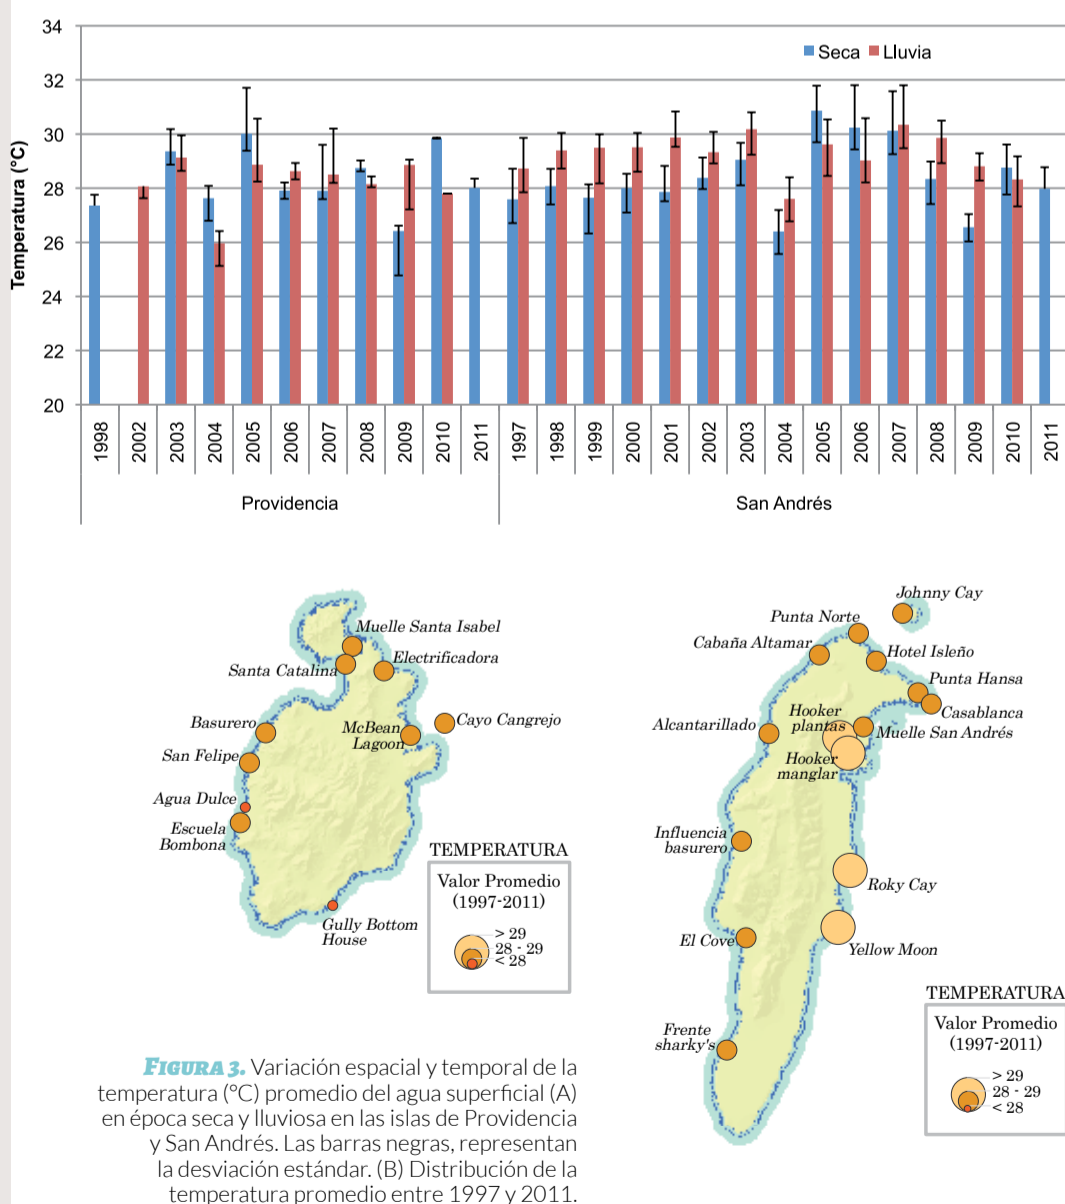 34
32
30
28
26
24
22
20
Temperatura (°C)
Seca Lluvia
1998 2002 2003 2004 2005 2006 2007 2008 2009 2010 2011 1997 1998 1999 2000 2001 2002 2003 2004 2005 2006 2007 2008 2009 2010 2011
Providencia San Andrés
Muelle Santa Isabel
Santa Catalina
Electrificadora
Basurero
McBean
Lagoon
Cayo Cangrejo
San Felipe
Agua Dulce
Escuela
Bombona
Gully Bottom
House
TEMPERATURA
Valor Promedio
(1997-2011)
> 29
28 - 29
< 28
Johnny Cay
Punta Norte
Cabaña Altamar
Hotel Isleño
Punta Hansa
Casablanca
Alcantarillado
Hooker
plantas
Muelle San Andrés
Hooker
manglar
Influencia
basurero
Roky Cay
El Cove
Yellow Moon
Frente
sharky's
TEMPERATURA
Valor Promedio
(1997-2011)
> 29
28 - 29
< 28
FIGURA 3. Variación espacial y temporal de la
temperatura (°C) promedio del agua superficial (A)
en época seca y lluviosa en las islas de Providencia
y San Andrés. Las barras negras, representan
la desviación estándar. (B) Distribución de la
temperatura promedio entre 1997 y 2011.